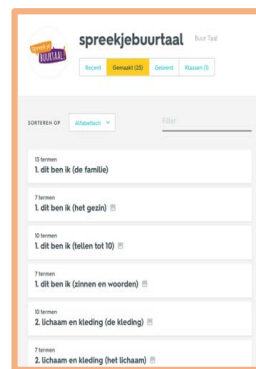 Spreek je
BUURTAAL
spreekjebuurtaal Buur Taal
Recent Gemaakt (25) Geleerd Klassen (1)
SORTEREN OP Alfabetisch Filter
13 termen
1. dit ben ik (de familie)
7 termen
1. dit ben ik (het gezin)
10 termen
1. dit ben ik (tellen tot 10)
7 termen
1. dit ben ik (zinnen en woorden)
10 termen
2. lichaam en kleding (de kleding)
7 termen
2. lichaam en kleding (het lichaam)